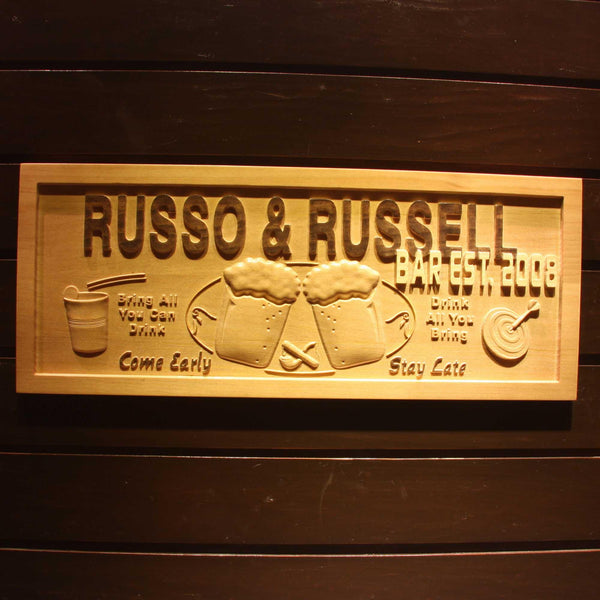 RUSSO & RUSSELL
BAR EST. 2008
Bring All
You Can
Drink
Drink
All You
Bring
Come Early
Stay Late